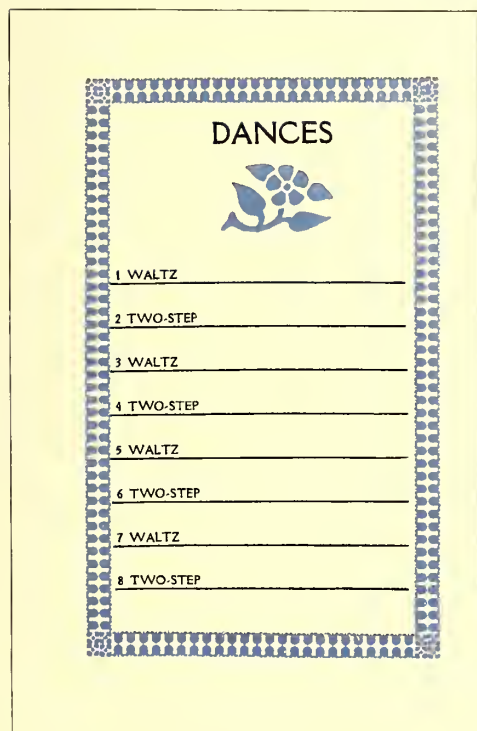 DANCES
1 WALTZ
2 TWO-STEP
3 WALTZ
4 TWO-STEP
5 WALTZ
6 TWO-STEP
7 WALTZ
8 TWO-STEP